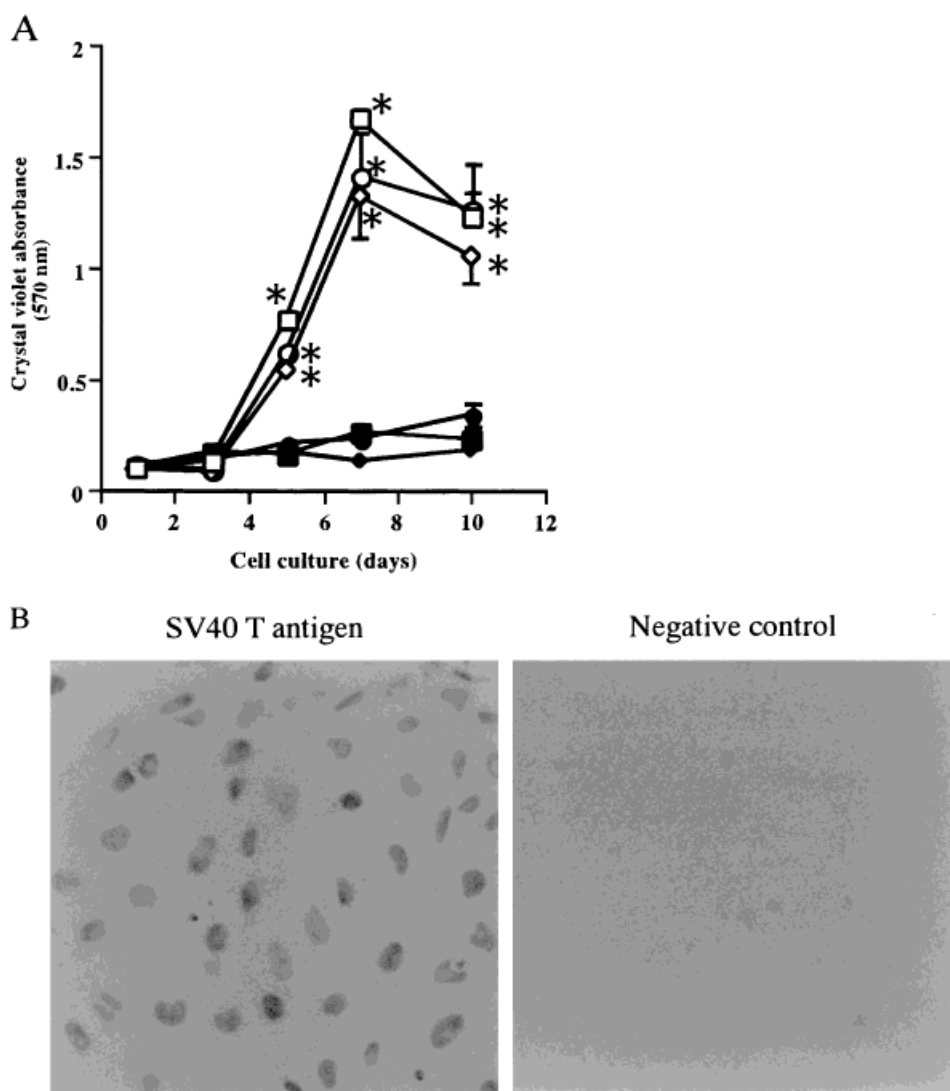 A
2
1.5
1
0.5
0
Crystal violet absorbance
(570 nm)
* * * * * * * * *
0 2 4 6 8 10 12
Cell culture (days)
B
SV40 T antigen Negative control